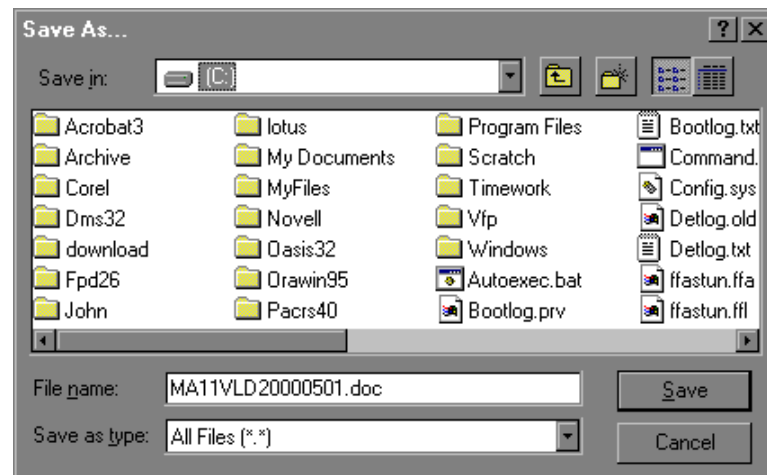 Save As...
Save in: (C:)
Acrobat3 lotus Program Files Bootlog.txt
Archive My Documents Scratch Command.
Corel MyFiles Timework Config.sys
Dms32 Novell Vfp Detlog.old
download Oasis32 Windows Detlog.txt
Fpd26 Orawin95 Autoexec.bat ffastun.ffa
John Pacrs40 Bootlog.prv ffastun.ffl
File name: MA11VLD20000501.doc Save
Save as type: All Files (*.*) Cancel